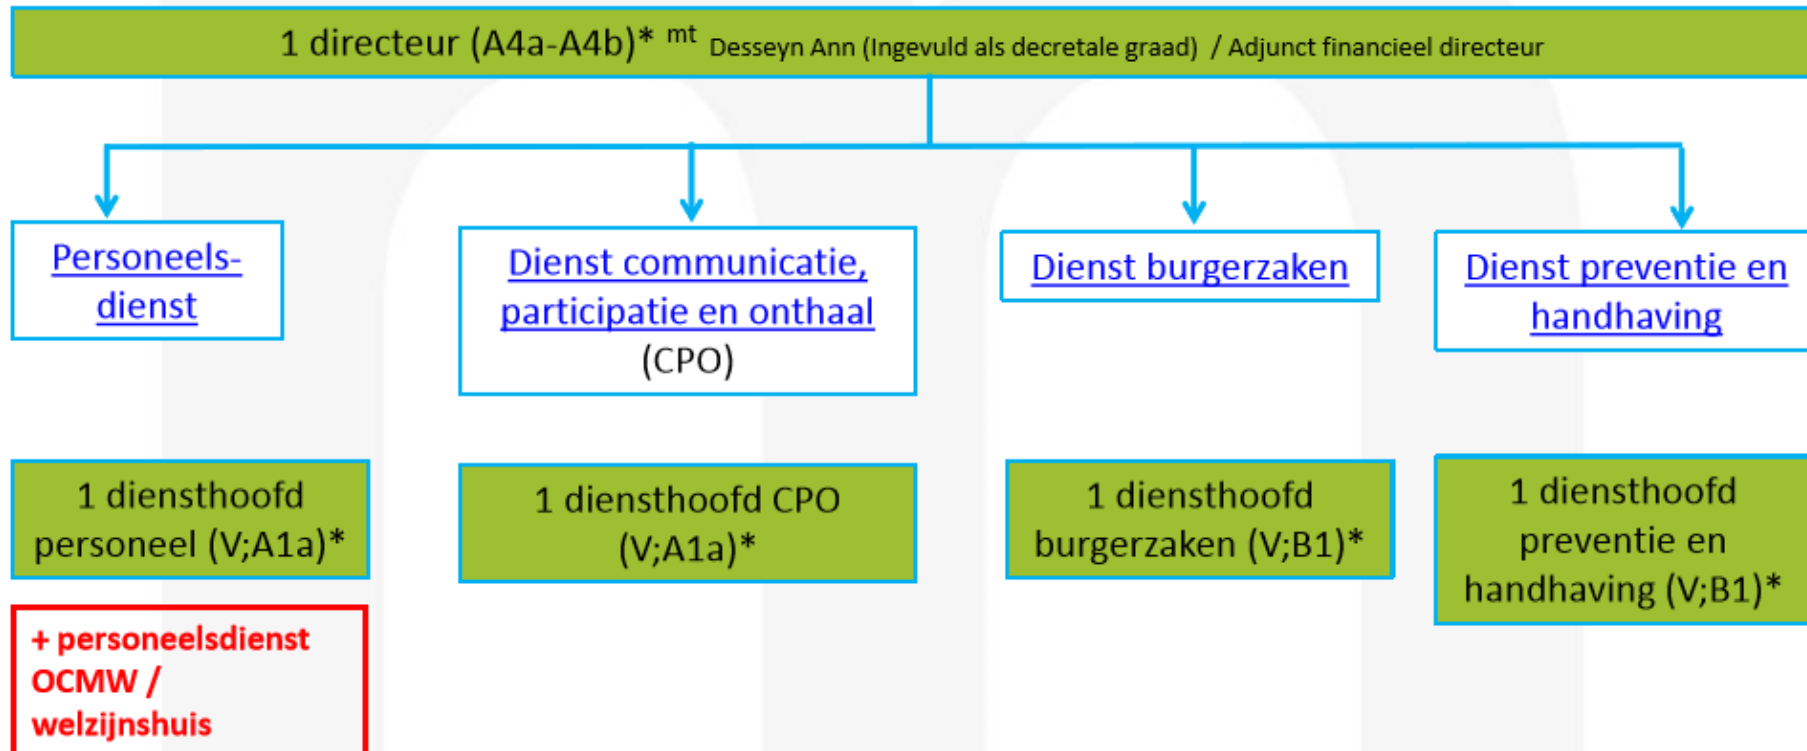 1 directeur (A4a-A4b)* mt Desseyn Ann (Ingevuld als decretale graad) / Adjunct financieel directeur
Personeels-
dienst
Dienst communicatie,
participatie en onthaal
(CPO)
Dienst burgerzaken
Dienst preventie en
handhaving
1 diensthoofd
personeel (V;A1a)*
1 diensthoofd CPO
(V;A1a)*
1 diensthoofd
burgerzaken (V;B1)*
1 diensthoofd
preventie en
handhaving (V;B1)*
+ personeelsdienst
OCMW /
welzijnshuis